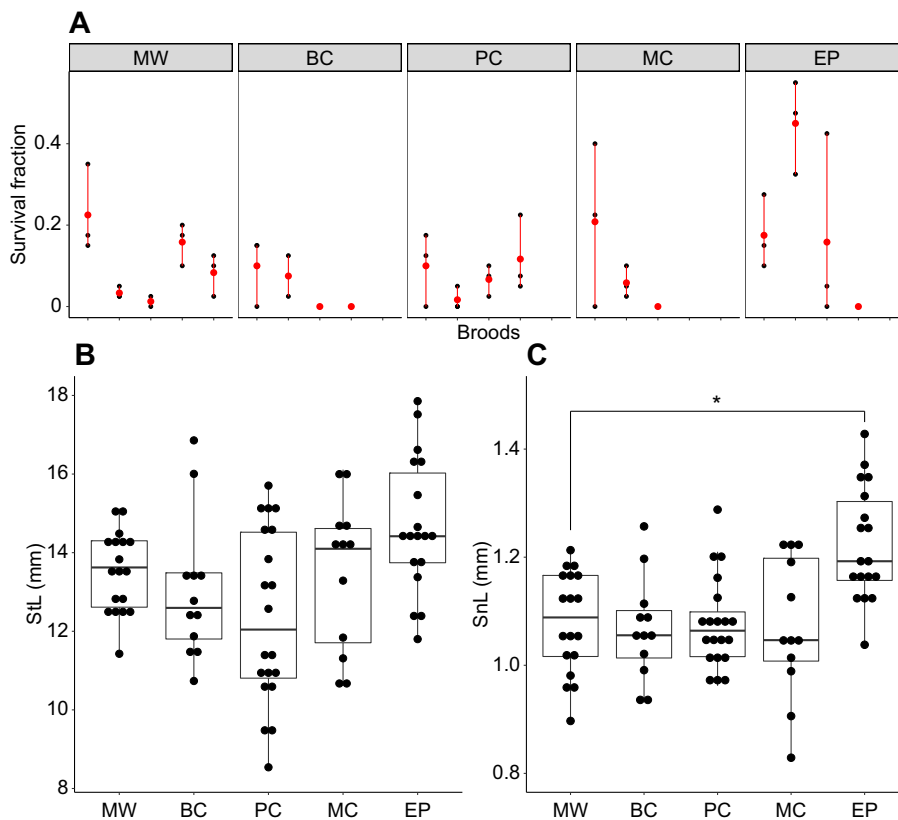 A
MW BC PC MC EP
Survival fraction
0.4
0.2
0
Broods
B
StL (mm)
18
16
14
12
10
8
MW BC PC MC EP
C
SnL (mm)
*
1.4
1.2
1.0
0.8
MW BC PC MC EP